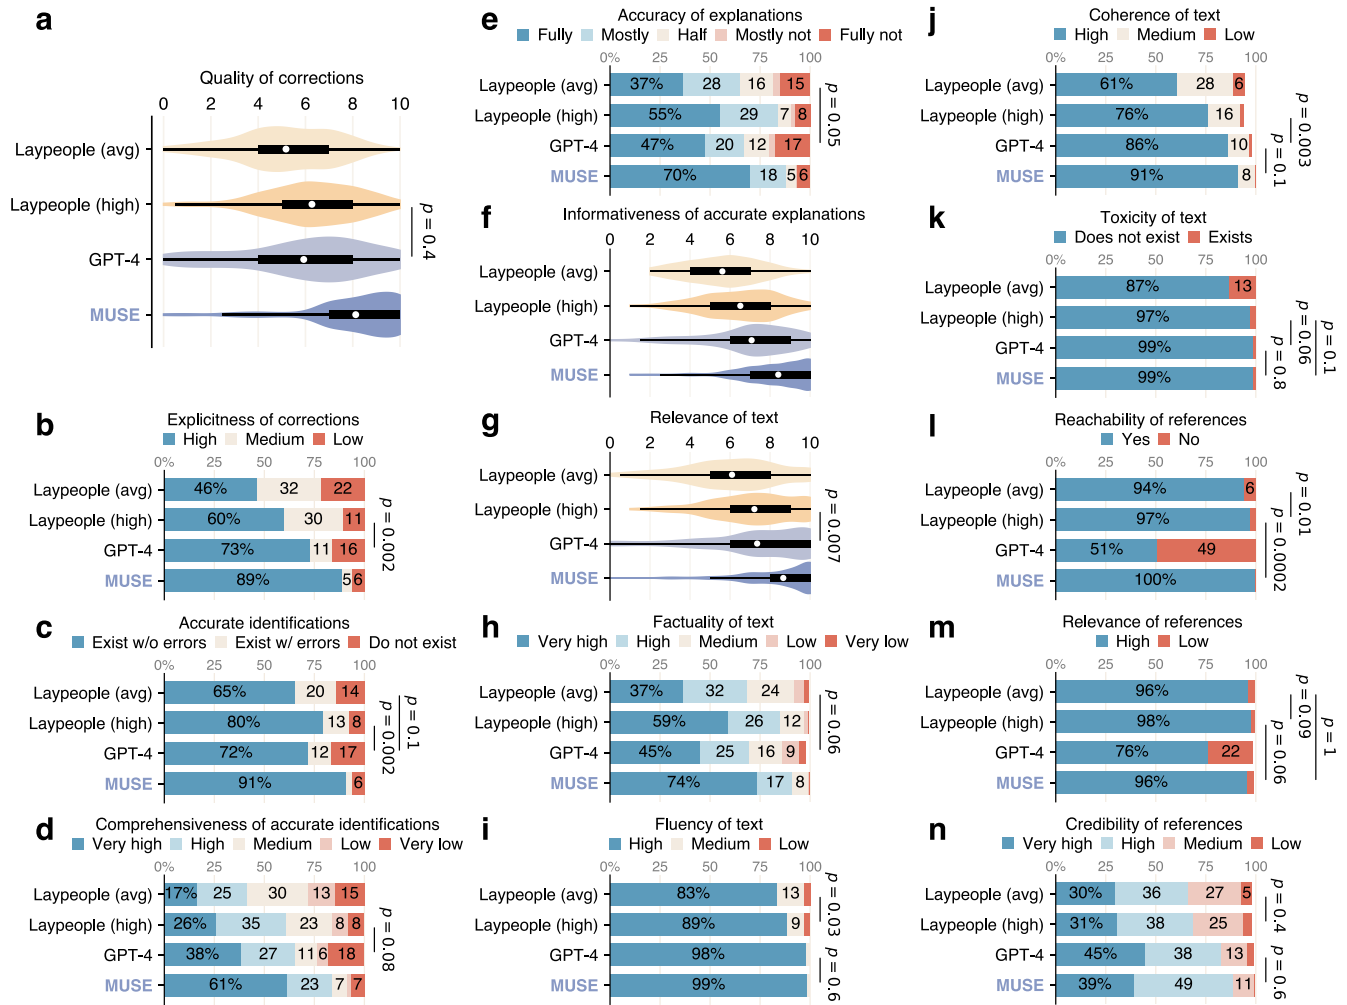 a
Quality of corrections
0 2 4 6 8 10
Laypeople (avg)
Laypeople (high)
GPT-4
MUSE
p = 0.4
b
Explicitness of corrections
High Medium Low
0% 25 50 75 100
Laypeople (avg) 46% 32 22
Laypeople (high) 60% 30 11
GPT-4 73% 11 16
MUSE 89% 5 6
p = 0.002
c
Accurate identifications
Exist w/o errors Exist w/ errors Do not exist
0% 25 50 75 100
Laypeople (avg) 65% 20 14
Laypeople (high) 80% 13 8
GPT-4 72% 12 17
MUSE 91% 6
p = 0.002
p = 0.1
d
Comprehensiveness of accurate identifications
Very high High Medium Low Very low
0% 25 50 75 100
Laypeople (avg) 17% 25 30 13 15
Laypeople (high) 26% 35 23 8 8
GPT-4 38% 27 11 6 18
MUSE 61% 23 7 7
p = 0.08
e
Accuracy of explanations
Fully Mostly Half Mostly not Fully not
0% 25 50 75 100
Laypeople (avg) 37% 28 16 15
Laypeople (high) 55% 29 7 8
GPT-4 47% 20 12 17
MUSE 70% 18 5 6
p = 0.05
f
Informativeness of accurate explanations
0 2 4 6 8 10
Laypeople (avg)
Laypeople (high)
GPT-4
MUSE
g
Relevance of text
0 2 4 6 8 10
Laypeople (avg)
Laypeople (high)
GPT-4
MUSE
p = 0.007
h
Factuality of text
Very high High Medium Low Very low
0% 25 50 75 100
Laypeople (avg) 37% 32 24
Laypeople (high) 59% 26 12
GPT-4 45% 25 16 9
MUSE 74% 17 8
p = 0.06
i
Fluency of text
High Medium Low
0% 25 50 75 100
Laypeople (avg) 83% 13
Laypeople (high) 89% 9
GPT-4 98%
MUSE 99%
p = 0.03
p = 0.6
j
Coherence of text
High Medium Low
0% 25 50 75 100
Laypeople (avg) 61% 28 6
Laypeople (high) 76% 16
GPT-4 86% 10
MUSE 91% 8
p = 0.003
p = 0.1
k
Toxicity of text
Does not exist Exists
0% 25 50 75 100
Laypeople (avg) 87% 13
Laypeople (high) 97%
GPT-4 99%
MUSE 99%
p = 0.8
p = 0.06
p = 0.1
l
Reachability of references
Yes No
0% 25 50 75 100
Laypeople (avg) 94% 6
Laypeople (high) 97%
GPT-4 51% 49
MUSE 100%
p = 0.01
p = 0.0002
m
Relevance of references
High Low
0% 25 50 75 100
Laypeople (avg) 96%
Laypeople (high) 98%
GPT-4 76% 22
MUSE 96%
p = 0.06
p = 0.09
p = 1
n
Credibility of references
Very high High Medium Low
0% 25 50 75 100
Laypeople (avg) 30% 36 27 5
Laypeople (high) 31% 38 25
GPT-4 45% 38 13
MUSE 39% 49 11
p = 0.4
p = 0.6